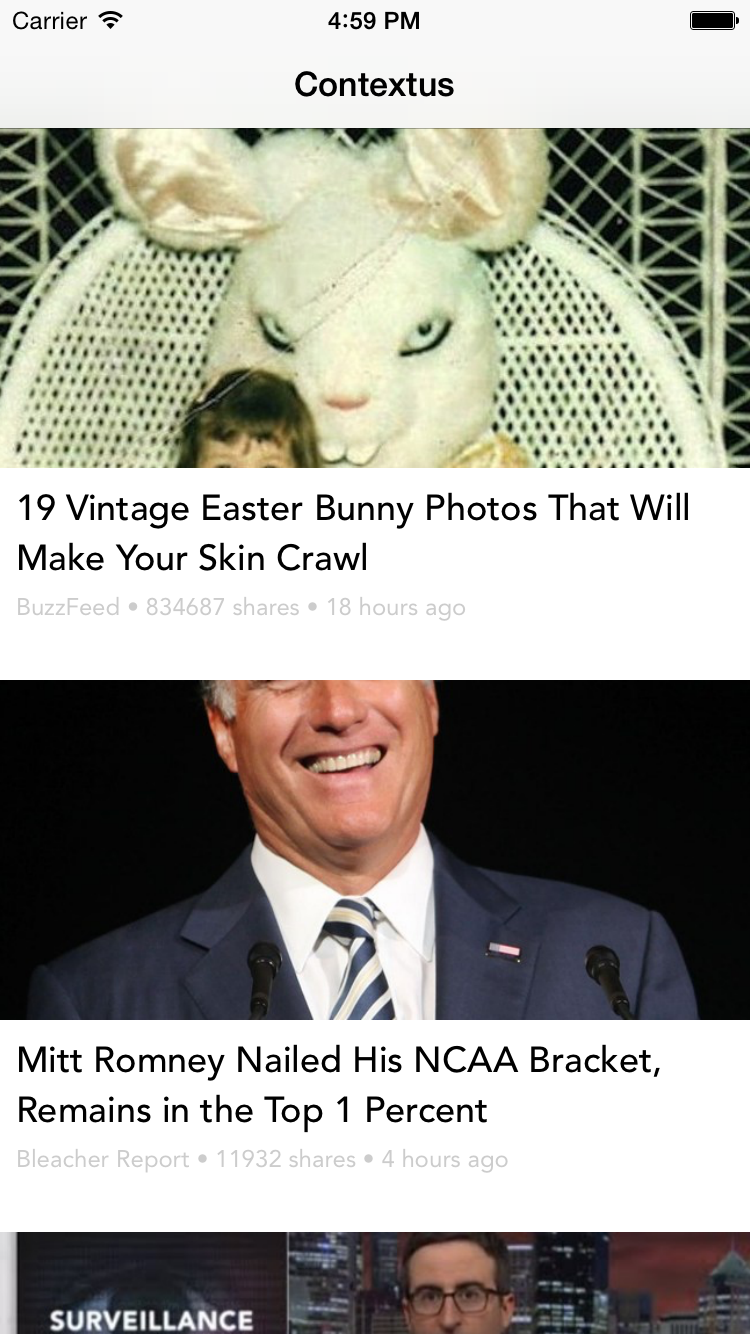 Carrier 4:59 PM
Contextus
19 Vintage Easter Bunny Photos That Will
Make Your Skin Crawl
BuzzFeed • 834687 shares • 18 hours ago
Mitt Romney Nailed His NCAA Bracket,
Remains in the Top 1 Percent
Bleacher Report • 11932 shares • 4 hours ago
SURVEILLANCE